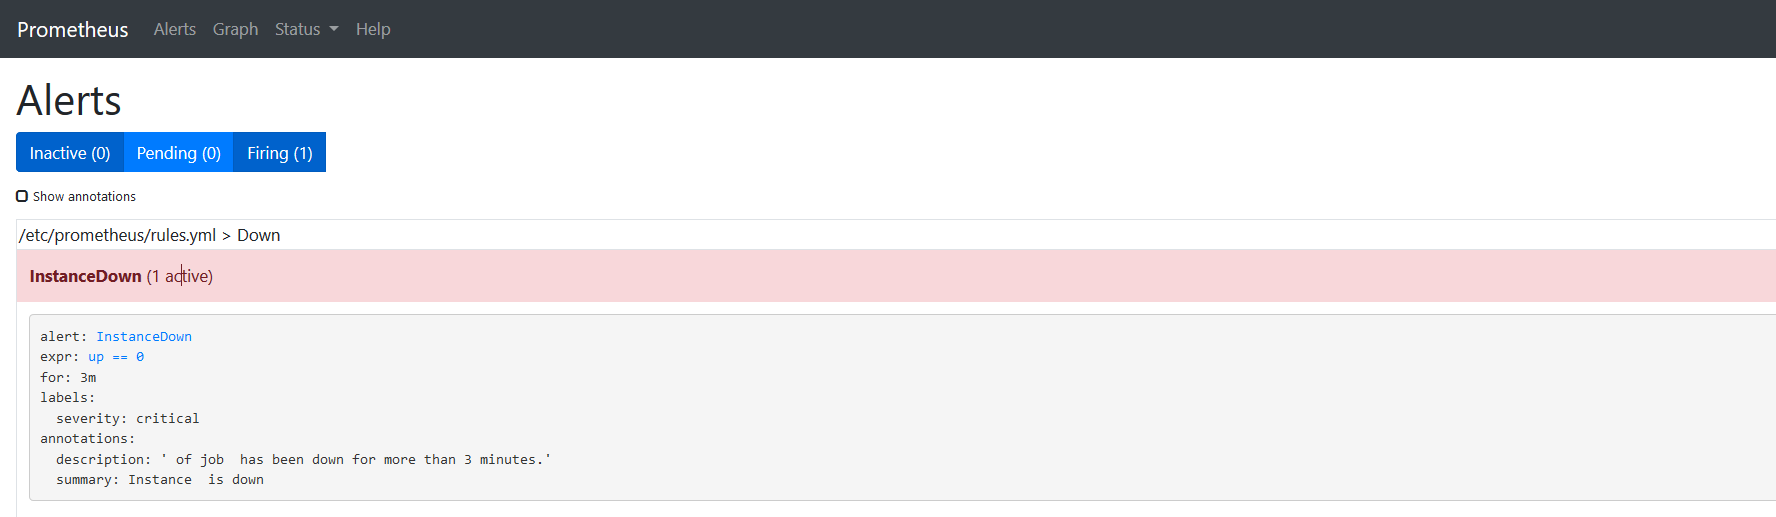 Prometheus Alerts Graph Status Help
Alerts
Inactive (0) Pending (0) Firing (1)
Show annotations
/etc/prometheus/rules.yml > Down
InstanceDown (1 active)
alert: InstanceDown
expr: up == 0
for: 3m
labels:
  severity: critical
annotations:
  description: ' of job  has been down for more than 3 minutes.'
  summary: Instance  is down